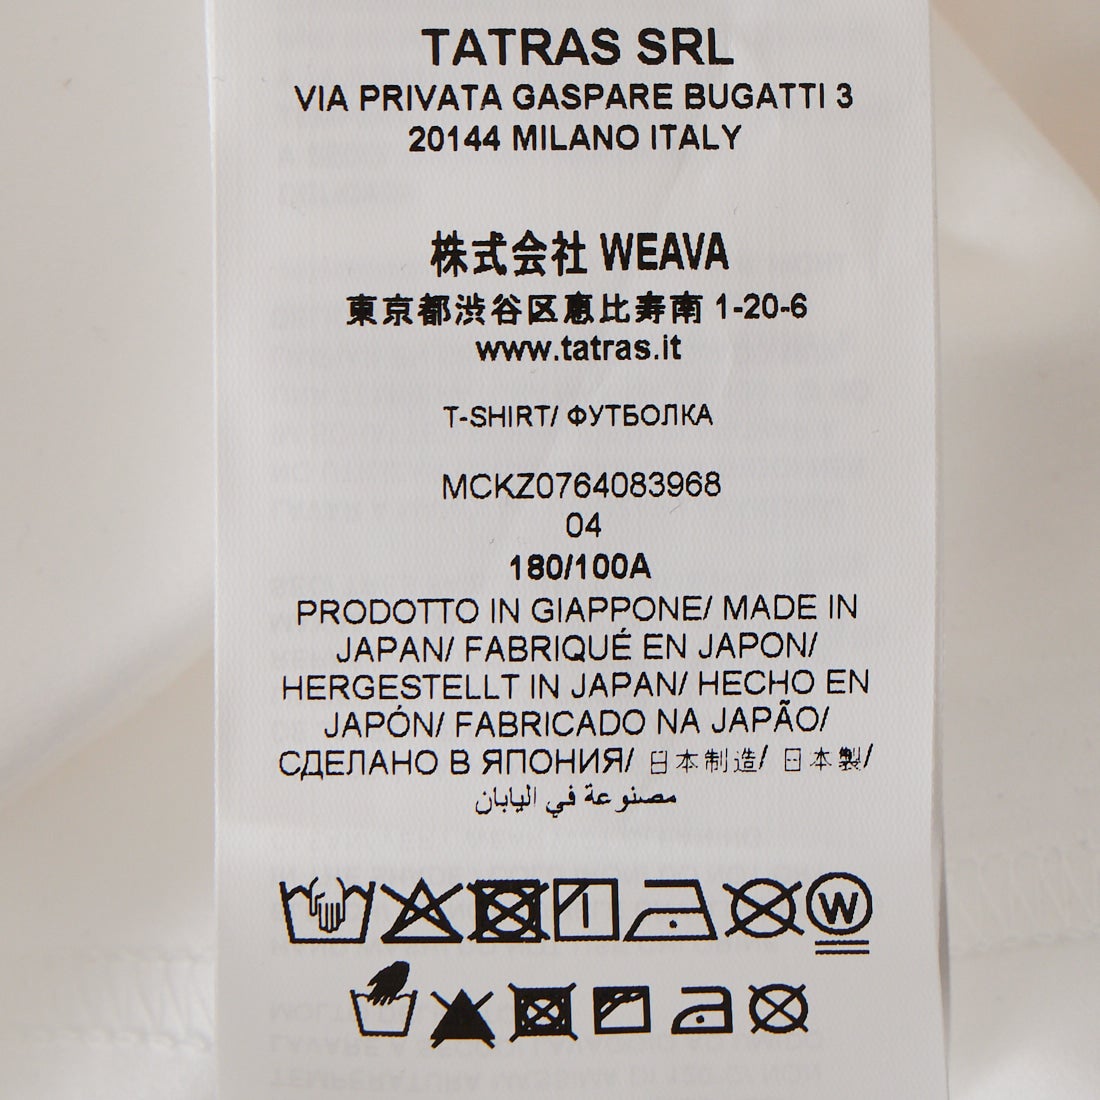 TATRAS SRL
VIA PRIVATA GASPARE BUGATTI 3
20144 MILANO ITALY
株式会社 WEAVA
東京都渋谷区恵比寿南 1-20-6
www.tatras.it
T-SHIRT/ ФУТБОЛКА
MCKZ0764083968
04
180/100A
PRODOTTO IN GIAPPONE/ MADE IN
JAPAN/ FABRIQUÉ EN JAPON/
HERGESTELLT IN JAPAN/ HECHO EN
JAPÓN/ FABRICADO NA JAPÃO/
СДЕЛАНО В ЯПОНИЯ/ 日本制造/ 日本製/
مصنوعة في اليابان
W